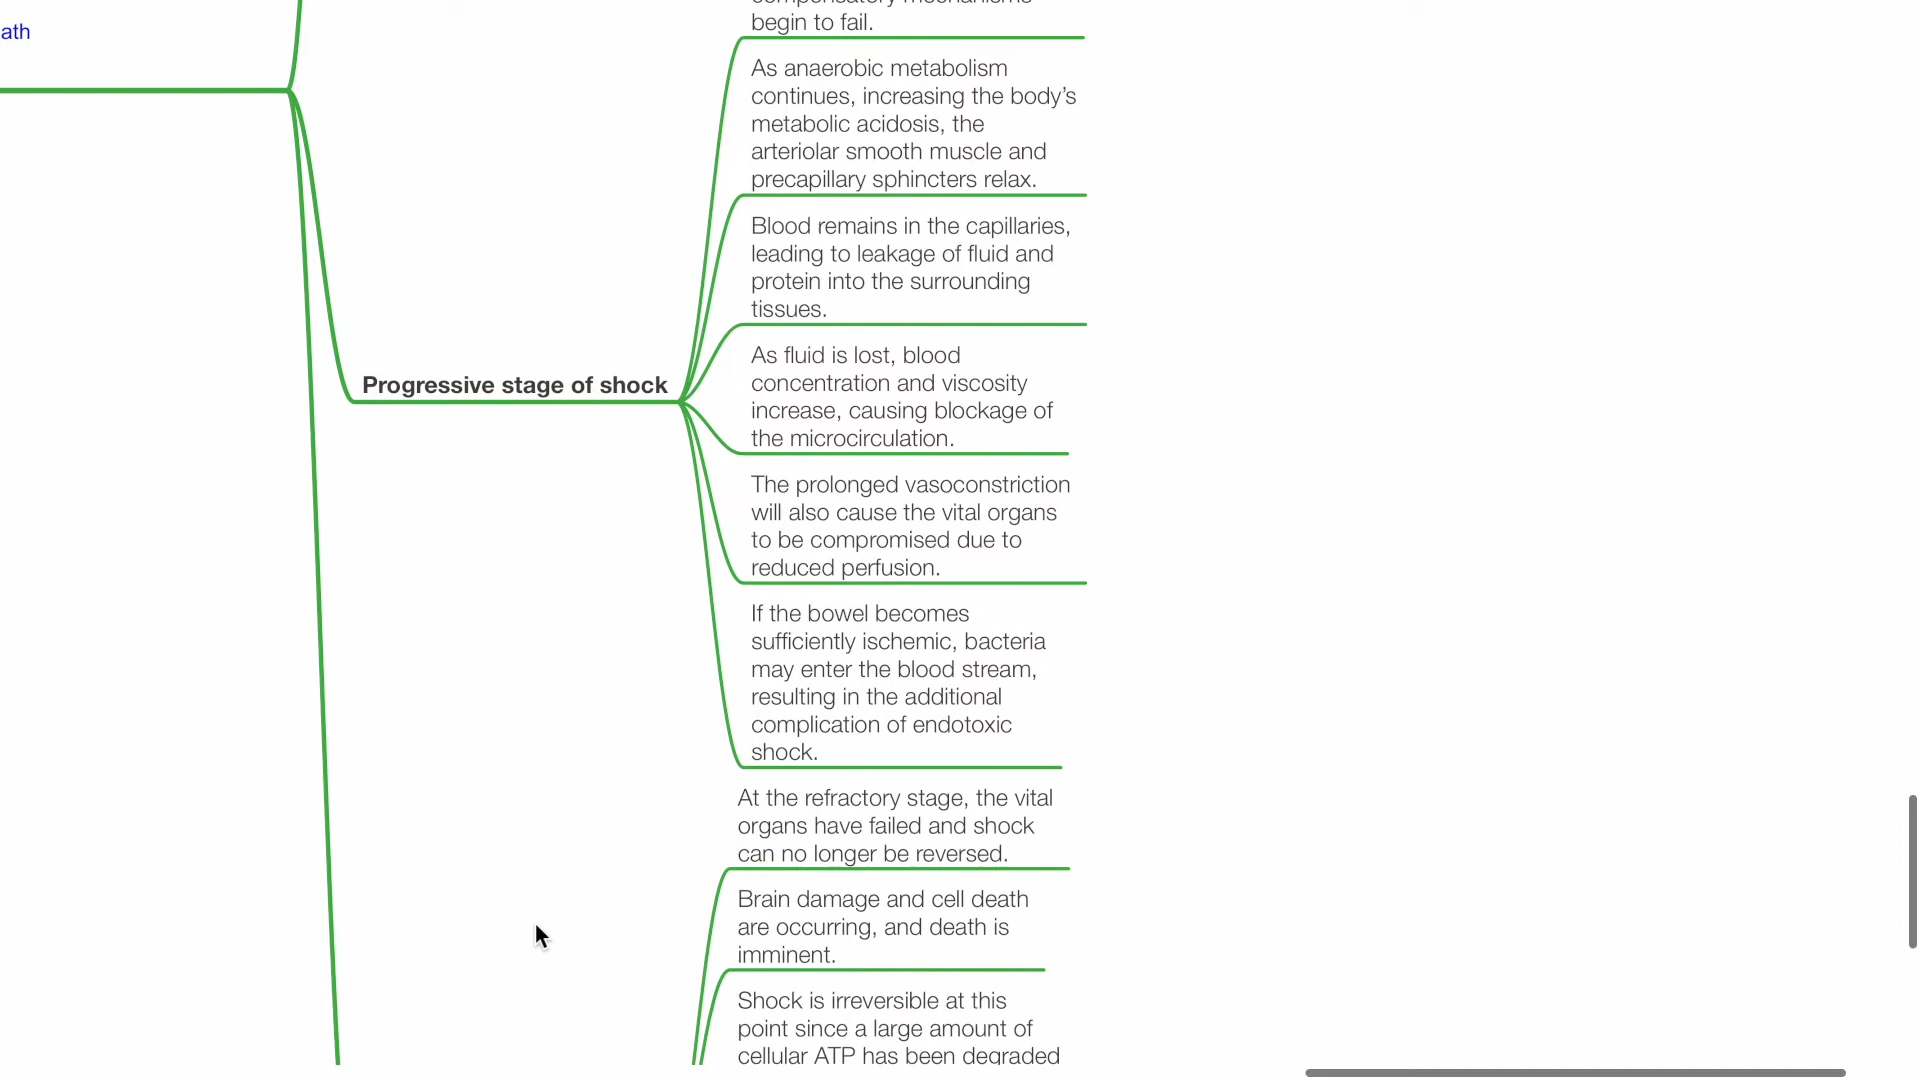 ath
begin to fail.
As anaerobic metabolism
continues, increasing the body’s
metabolic acidosis, the
arteriolar smooth muscle and
precapillary sphincters relax.
Blood remains in the capillaries,
leading to leakage of fluid and
protein into the surrounding
tissues.
Progressive stage of shock
As fluid is lost, blood
concentration and viscosity
increase, causing blockage of
the microcirculation.
The prolonged vasoconstriction
will also cause the vital organs
to be compromised due to
reduced perfusion.
If the bowel becomes
sufficiently ischemic, bacteria
may enter the blood stream,
resulting in the additional
complication of endotoxic
shock.
At the refractory stage, the vital
organs have failed and shock
can no longer be reversed.
Brain damage and cell death
are occurring, and death is
imminent.
Shock is irreversible at this
point since a large amount of
cellular ATP has been degraded